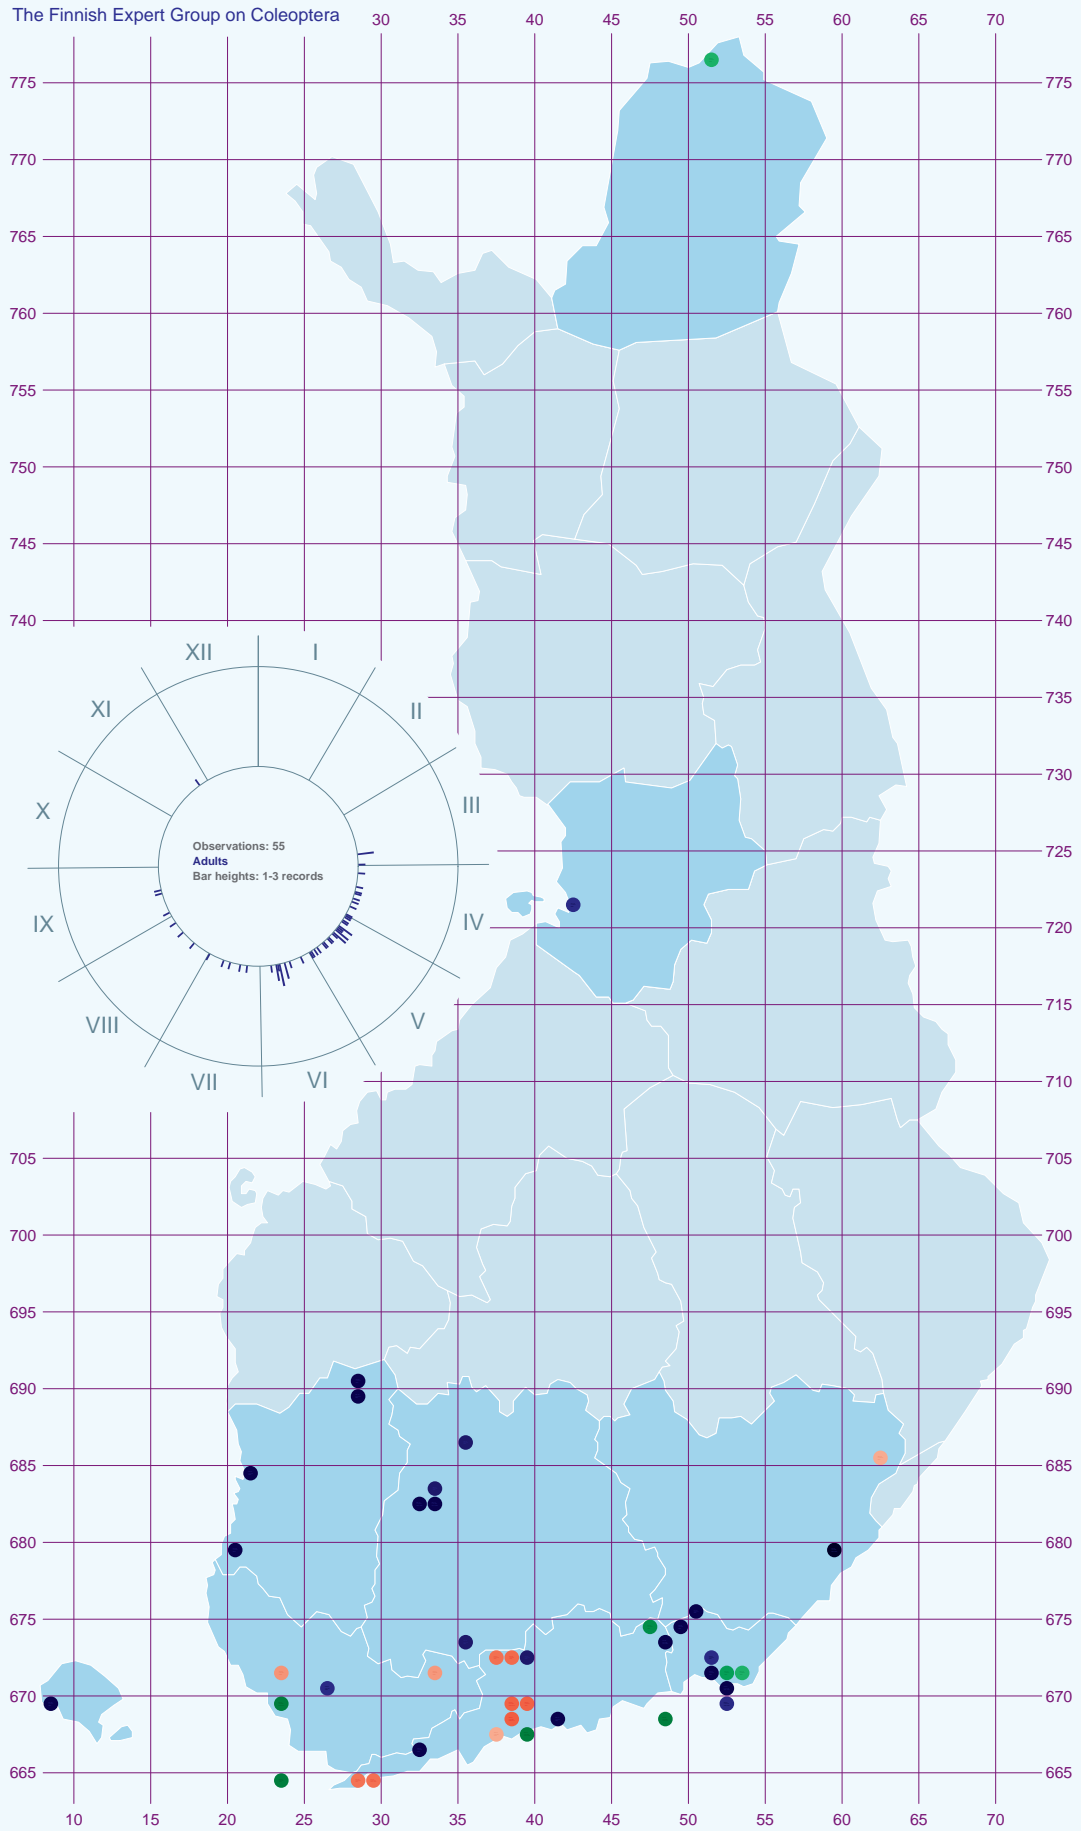 The Finnish Expert Group on Coleoptera
30 40 45 50 55 60 65 70
775 775
770 770
765 765
760 760
755 755
750 750
745 745
740 740
XII I
XI II
735
730
X III
725
Observations: 55
Adults
Bar heights: 1-3 records
IX IV
720
715
VIII V
VII VI
710
705 705
700 700
695 695
690 690
685 685
680 680
675 675
670 670
665 665
10 15 20 25 30 35 40 45 50 55 60 65 70